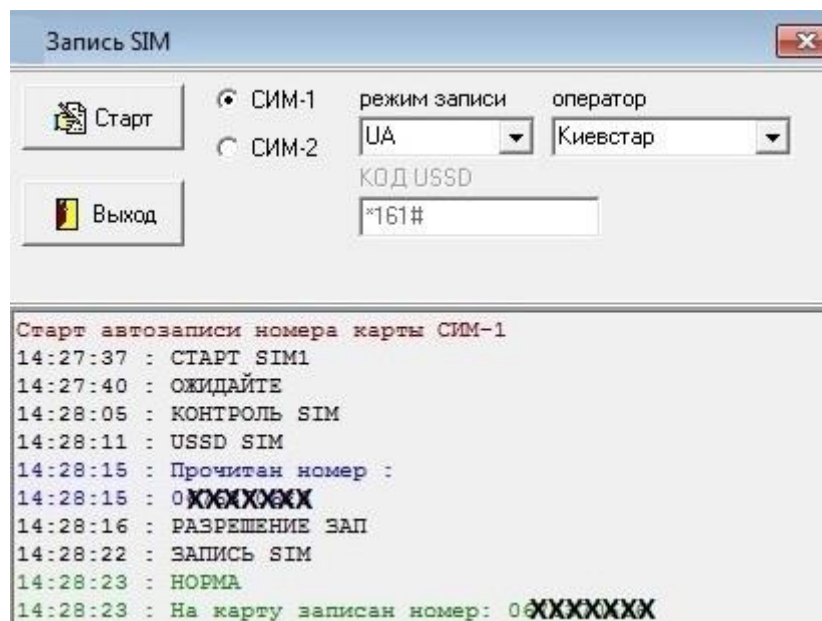 Запись SIM
Старт
СИМ-1
СИМ-2
режим записи
оператор
UA
Киевстар
КОД USSD
*161#
Выход
Старт автозаписи номера карты СИМ-1
14:27:37 : СТАРТ SIM1
14:27:40 : ОЖИДАЙТЕ
14:28:05 : КОНТРОЛЬ SIM
14:28:11 : USSD SIM
14:28:15 : Прочитан номер :
14:28:15 : 0XXXXXXX
14:28:16 : РАЗРЕШЕНИЕ ЗАП
14:28:22 : ЗАПИСЬ SIM
14:28:23 : НОРМА
14:28:23 : На карту записан номер: 06XXXXXXX